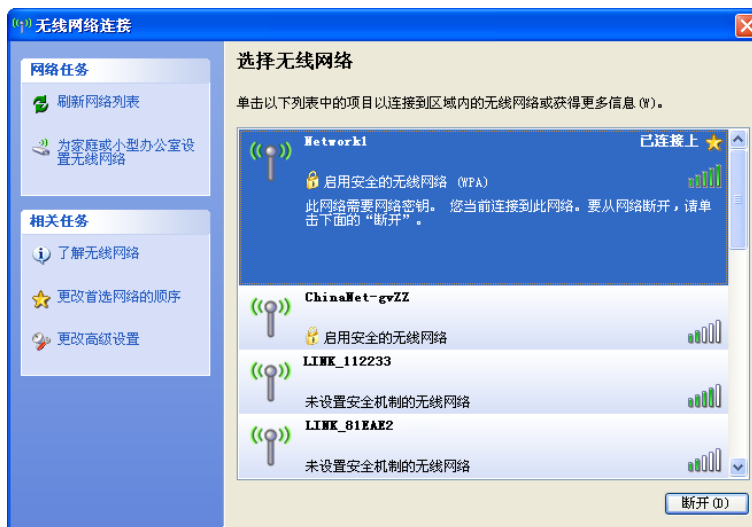 无线网络连接
网络任务
刷新网络列表
为家庭或小型办公室设
置无线网络
相关任务
了解无线网络
更改首选网络的顺序
更改高级设置
选择无线网络
单击以下列表中的项目以连接到区域内的无线网络或获得更多信息(W)。
Network1 已连接上
启用安全的无线网络 (WPA)
此网络需要网络密钥。 您当前连接到此网络。要从网络断开，请单
击下面的“断开”。
ChinaNet-gvZZ
启用安全的无线网络
LINK_112233
未设置安全机制的无线网络
LINK_81EAE2
未设置安全机制的无线网络
断开(D)